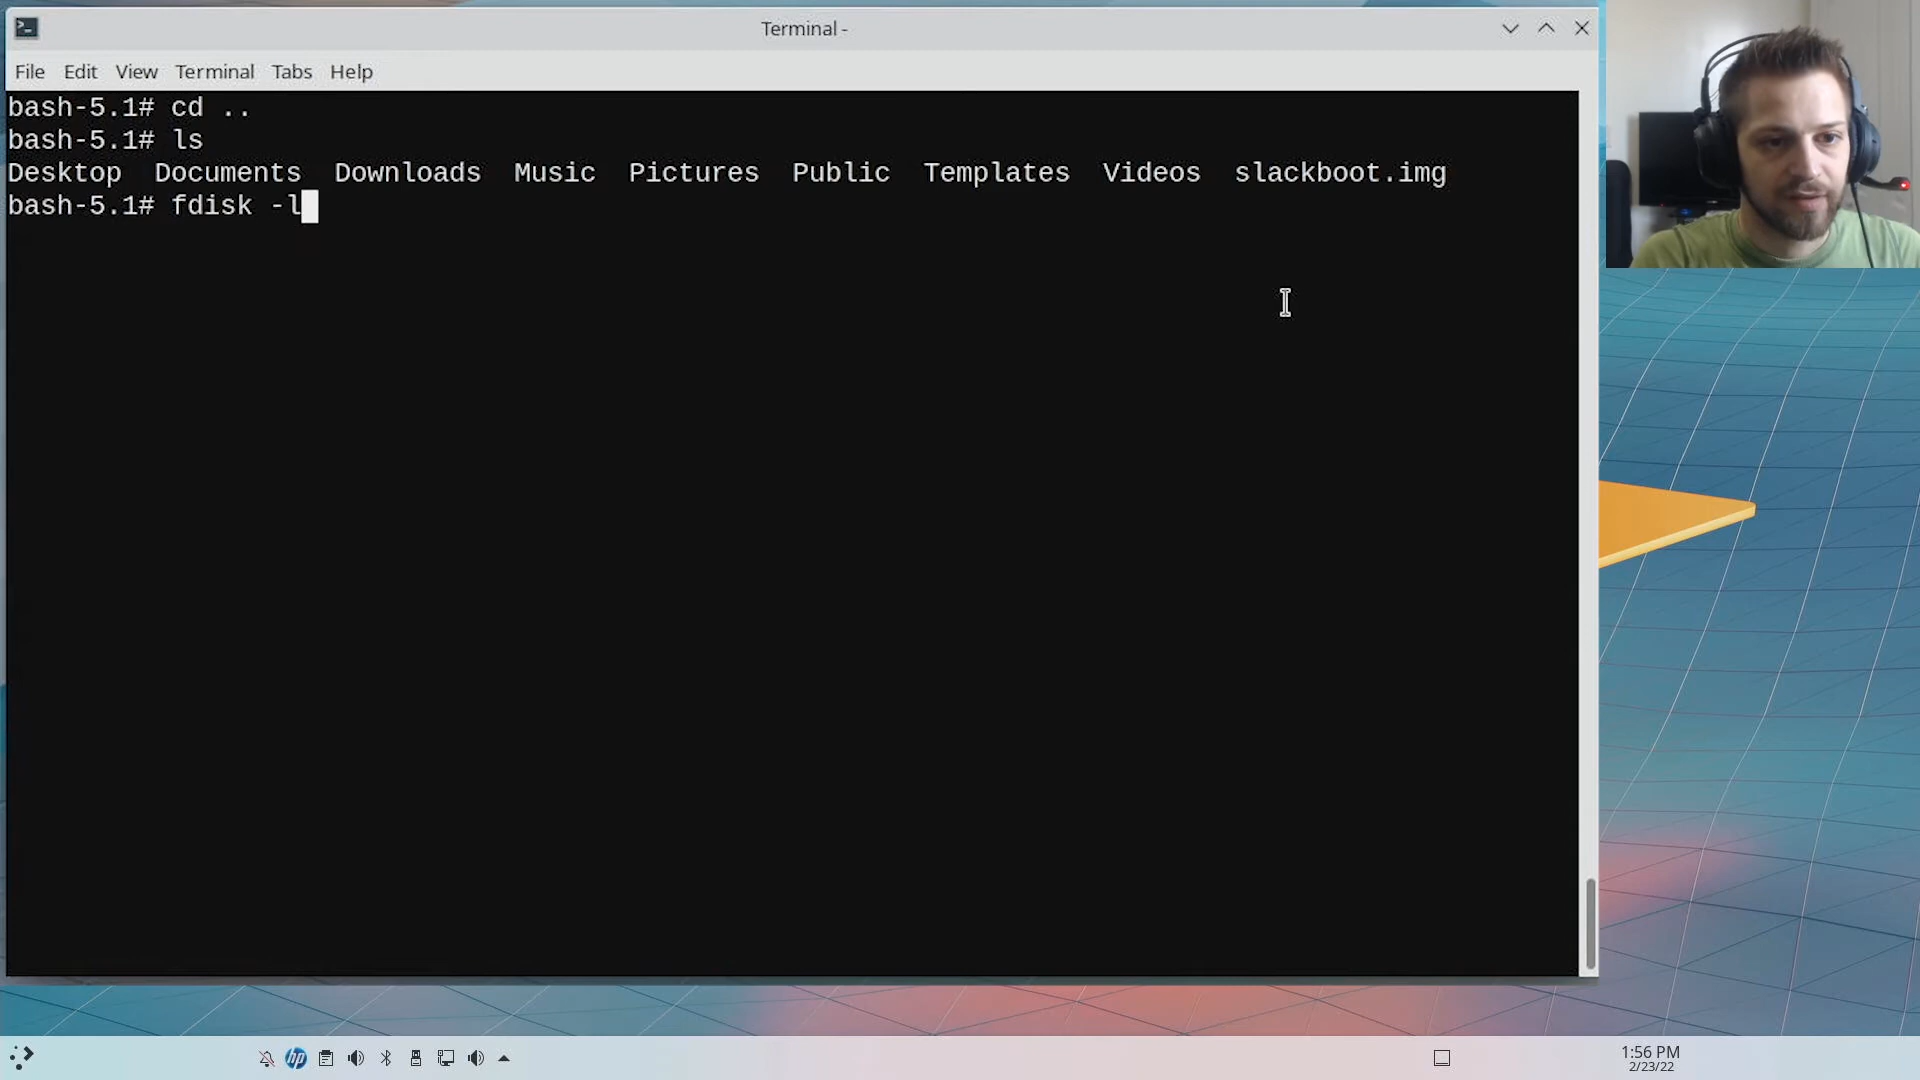 Terminal -
File Edit View Terminal Tabs Help
bash-5.1# cd ..
bash-5.1# ls
Desktop Documents Downloads Music Pictures Public Templates Videos slackboot.img
bash-5.1# fdisk -l
hp
1:56 PM
2/23/22